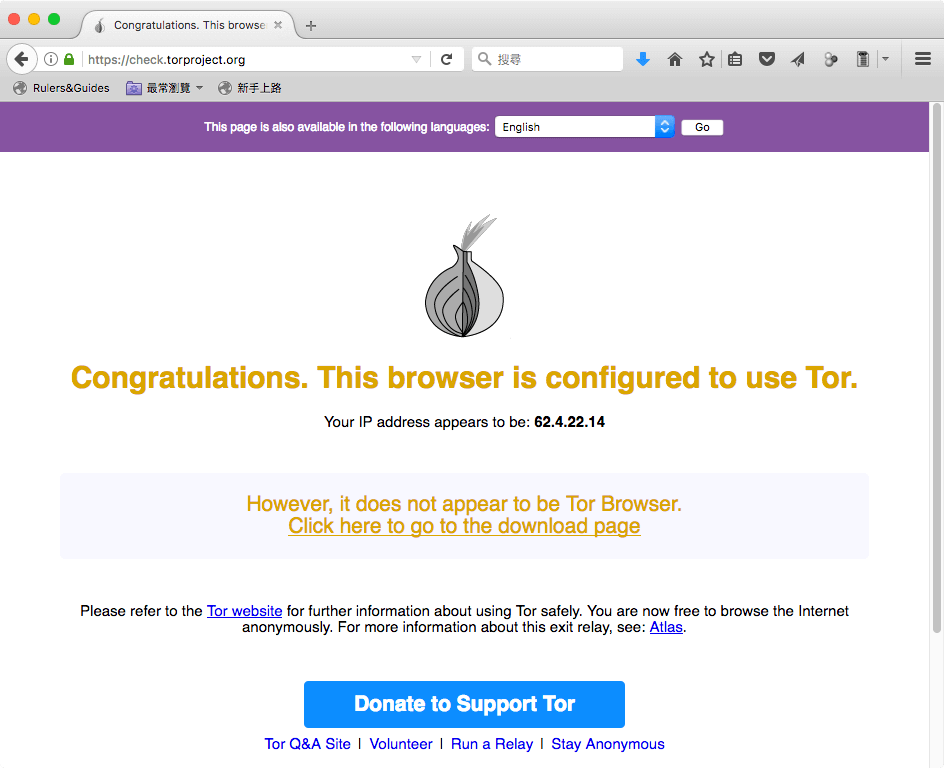 Congratulations. This browse
https://check.torproject.org
搜尋
Rulers&Guides
最常瀏覽
新手上路
This page is also available in the following languages:
English
Go
Congratulations. This browser is configured to use Tor.
Your IP address appears to be: 62.4.22.14
However, it does not appear to be Tor Browser.
Click here to go to the download page
Please refer to the Tor website for further information about using Tor safely. You are now free to browse the Internet
anonymously. For more information about this exit relay, see: Atlas.
Donate to Support Tor
Tor Q&A Site | Volunteer | Run a Relay | Stay Anonymous